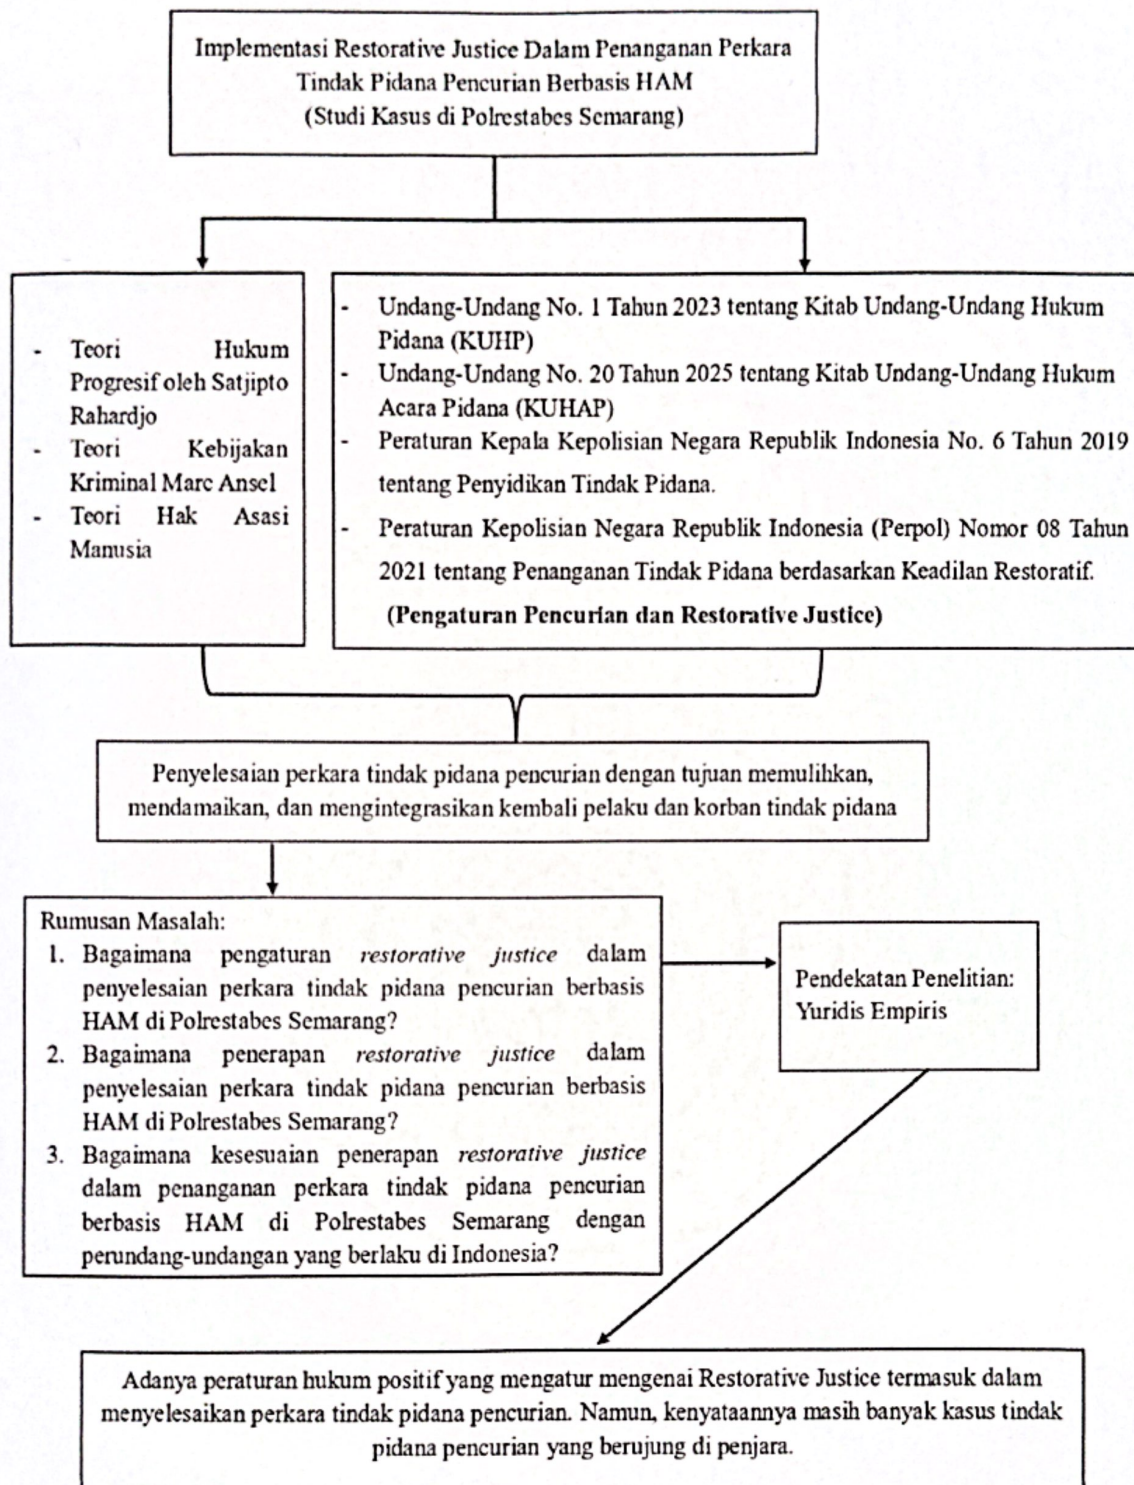 Implementasi Restorative Justice Dalam Penanganan Perkara
Tindak Pidana Pencurian Berbasis HAM
(Studi Kasus di Polrestabes Semarang)
- Teori Hukum
Progresif oleh Satjipto
Rahardjo
- Teori Kebijakan
Kriminal Marc Ansel
- Teori Hak Asasi
Manusia
- Undang-Undang No. 1 Tahun 2023 tentang Kitab Undang-Undang Hukum
Pidana (KUHP)
- Undang-Undang No. 20 Tahun 2025 tentang Kitab Undang-Undang Hukum
Acara Pidana (KUHAP)
- Peraturan Kepala Kepolisian Negara Republik Indonesia No. 6 Tahun 2019
tentang Penyidikan Tindak Pidana.
- Peraturan Kepolisian Negara Republik Indonesia (Perpol) Nomor 08 Tahun
2021 tentang Penanganan Tindak Pidana berdasarkan Keadilan Restoratif.
(Pengaturan Pencurian dan Restorative Justice)
Penyelesaian perkara tindak pidana pencurian dengan tujuan memulihkan,
mendamaikan, dan mengintegrasikan kembali pelaku dan korban tindak pidana
Rumusan Masalah:
1. Bagaimana pengaturan restorative justice dalam
penyelesaian perkara tindak pidana pencurian berbasis
HAM di Polrestabes Semarang?
2. Bagaimana penerapan restorative justice dalam
penyelesaian perkara tindak pidana pencurian berbasis
HAM di Polrestabes Semarang?
3. Bagaimana kesesuaian penerapan restorative justice
dalam penanganan perkara tindak pidana pencurian
berbasis HAM di Polrestabes Semarang dengan
perundang-undangan yang berlaku di Indonesia?
Pendekatan Penelitian:
Yuridis Empiris
Adanya peraturan hukum positif yang mengatur mengenai Restorative Justice termasuk dalam
menyelesaikan perkara tindak pidana pencurian. Namun, kenyataannya masih banyak kasus tindak
pidana pencurian yang berujung di penjara.